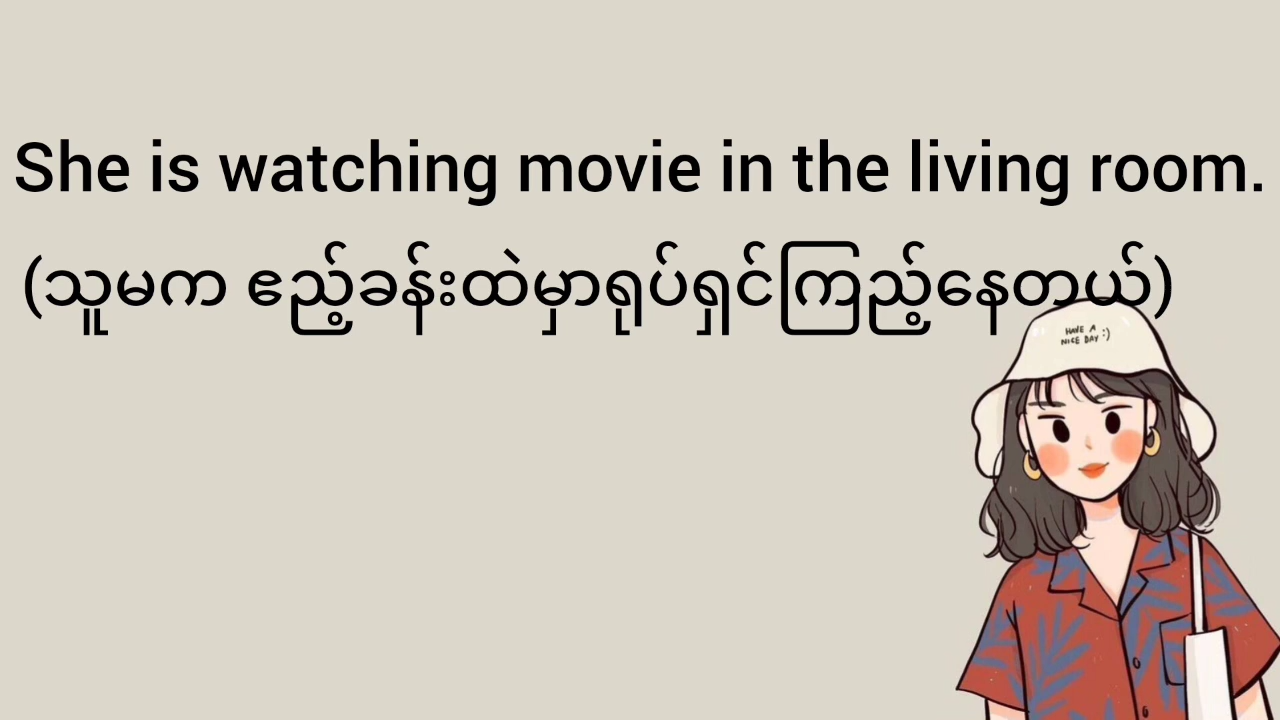 She is watching movie in the living room.
(သူမက ဧည့်ခန်းထဲမှာရုပ်ရှင်ကြည့်နေတယ်)
HAVE A
NICE DAY :)